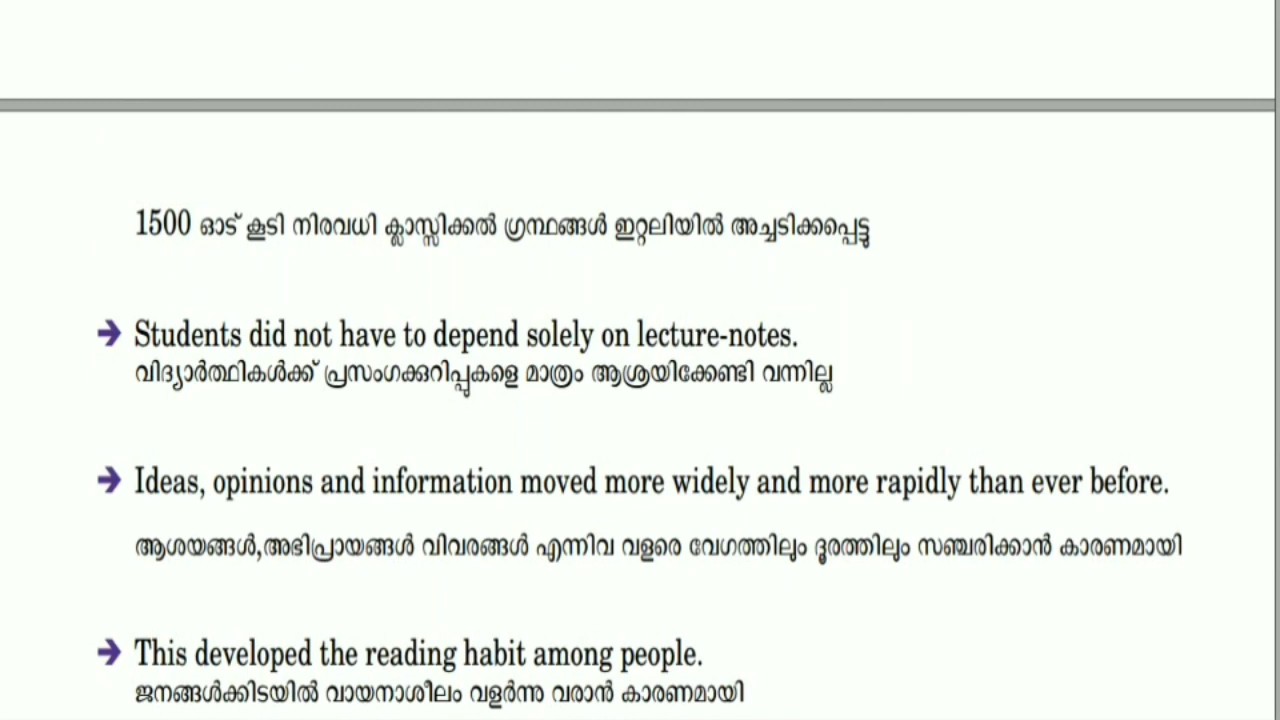 1500 ഓട് കൂടി നിരവധി ക്ലാസ്സിക്കൽ ഗ്രന്ഥങ്ങൾ ഇറ്റലിയിൽ അച്ചടിക്കപ്പെട്ടു
➔ Students did not have to depend solely on lecture-notes.
വിദ്യാർത്ഥികൾക്ക് പ്രസംഗക്കുറിപ്പുകളെ മാത്രം ആശ്രയിക്കേണ്ടി വന്നില്ല
➔ Ideas, opinions and information moved more widely and more rapidly than ever before.
ആശയങ്ങൾ,അഭിപ്രായങ്ങൾ വിവരങ്ങൾ എന്നിവ വളരെ വേഗത്തിലും ദൂരത്തിലും സഞ്ചരിക്കാൻ കാരണമായി
➔ This developed the reading habit among people.
ജനങ്ങൾക്കിടയിൽ വായനാശീലം വളർന്നു വരാൻ കാരണമായി